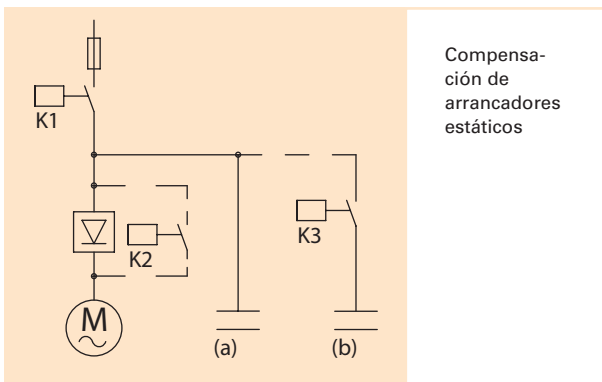 Compensa-
ción de
arrancadores
estáticos
K1
K2
K3
M
(a)
(b)